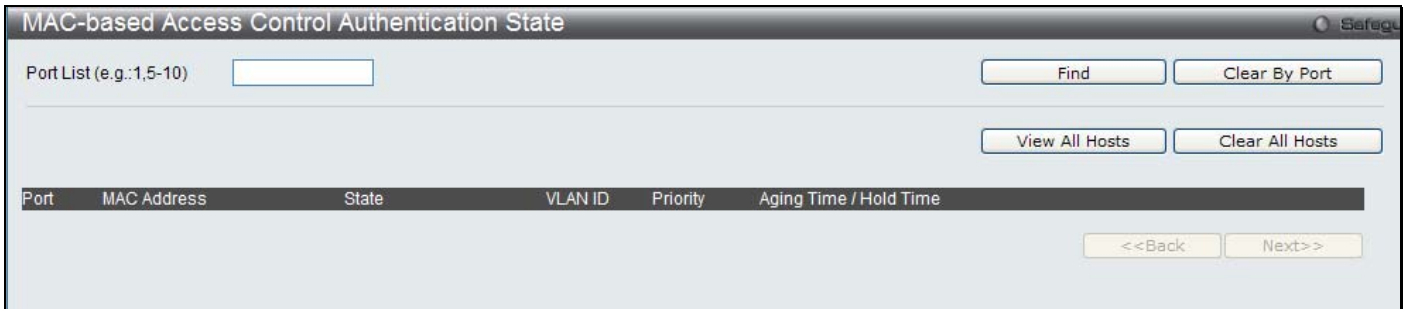 MAC-based Access Control Authentication State
Port List (e.g.:1,5-10)
Find
Clear By Port
View All Hosts
Clear All Hosts
Port MAC Address State VLAN ID Priority Aging Time / Hold Time
<<Back
Next>>